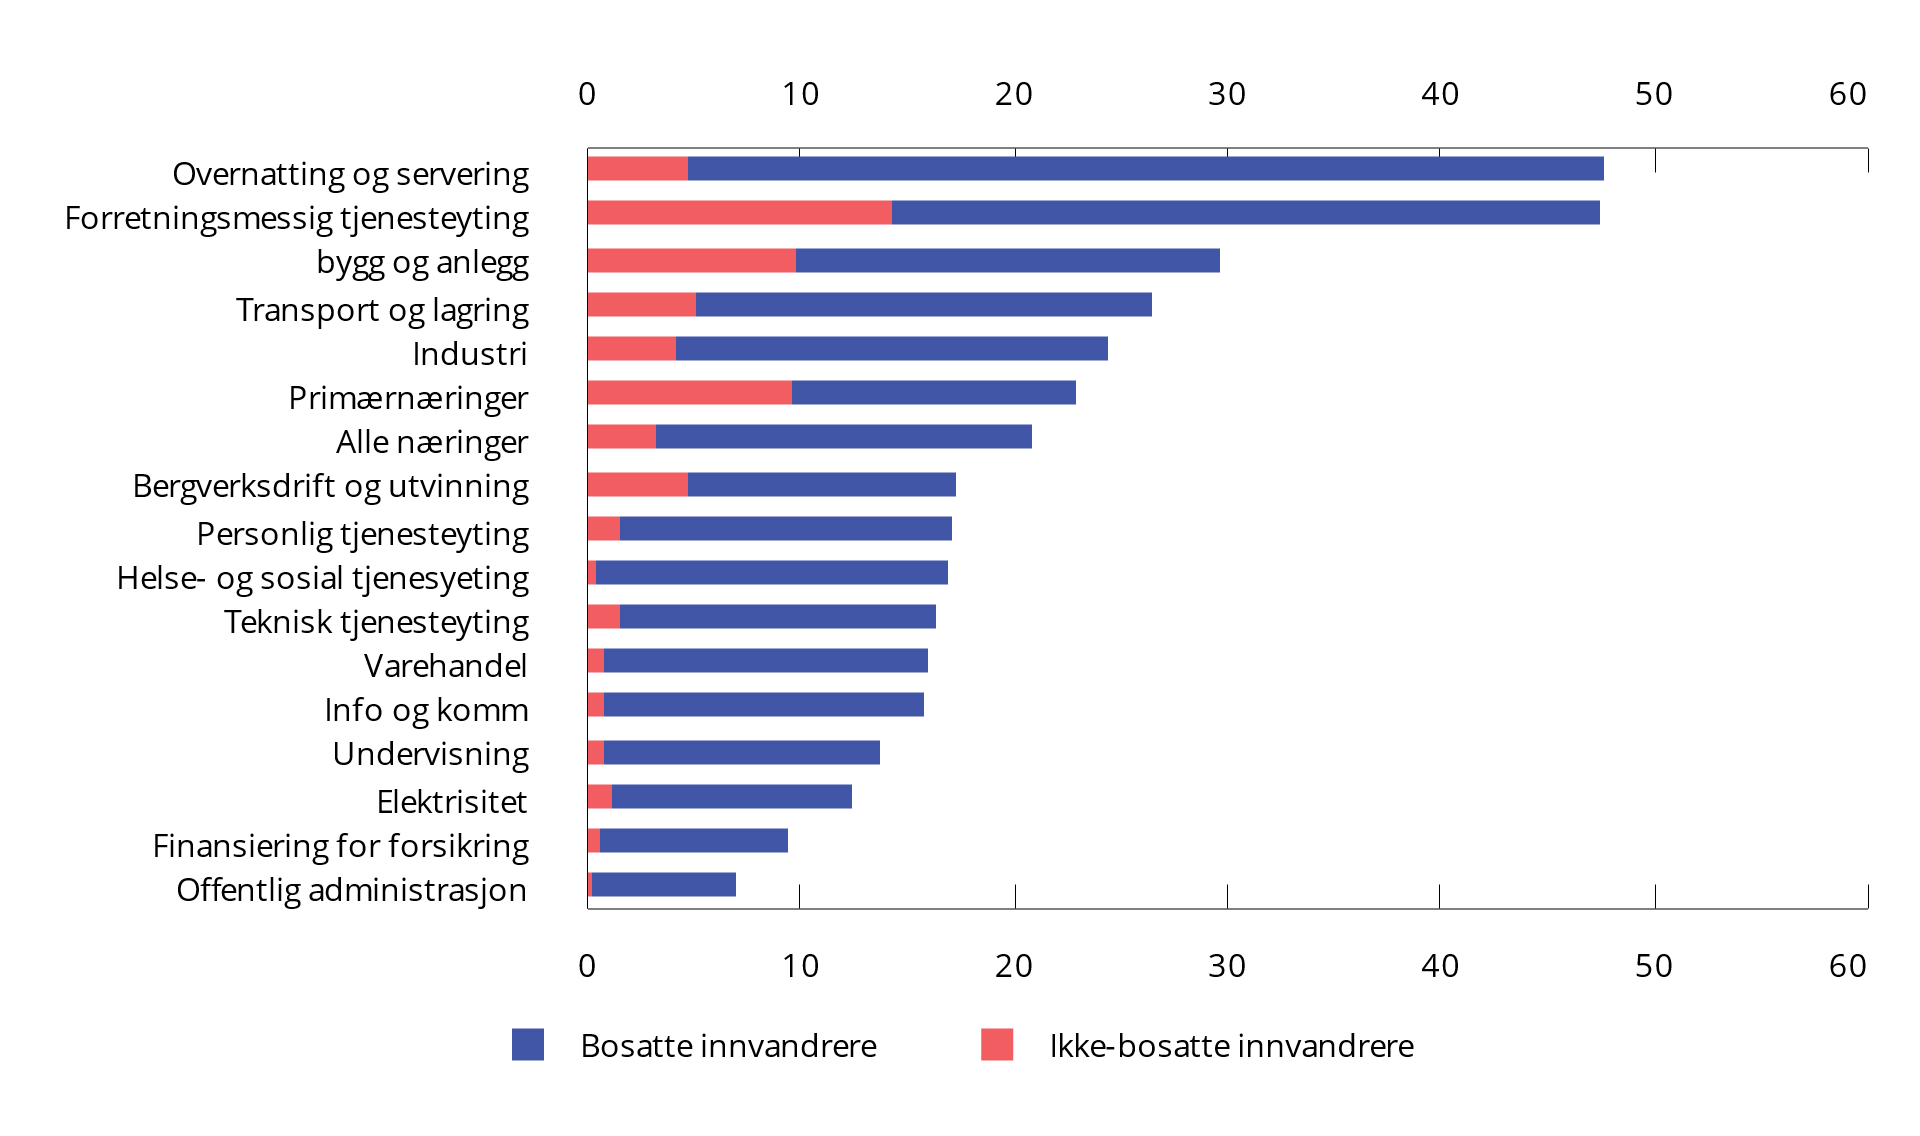 0 10 20 30 40 50 60
Overnatting og servering
Forretningsmessig tjenesteyting
bygg og anlegg
Transport og lagring
Industri
Primærnæringer
Alle næringer
Bergverksdrift og utvinning
Personlig tjenesteyting
Helse- og sosial tjenesyeting
Teknisk tjenesteyting
Varehandel
Info og komm
Undervisning
Elektrisitet
Finansiering for forsikring
Offentlig administrasjon
0 10 20 30 40 50 60
Bosatte innvandrere Ikke-bosatte innvandrere